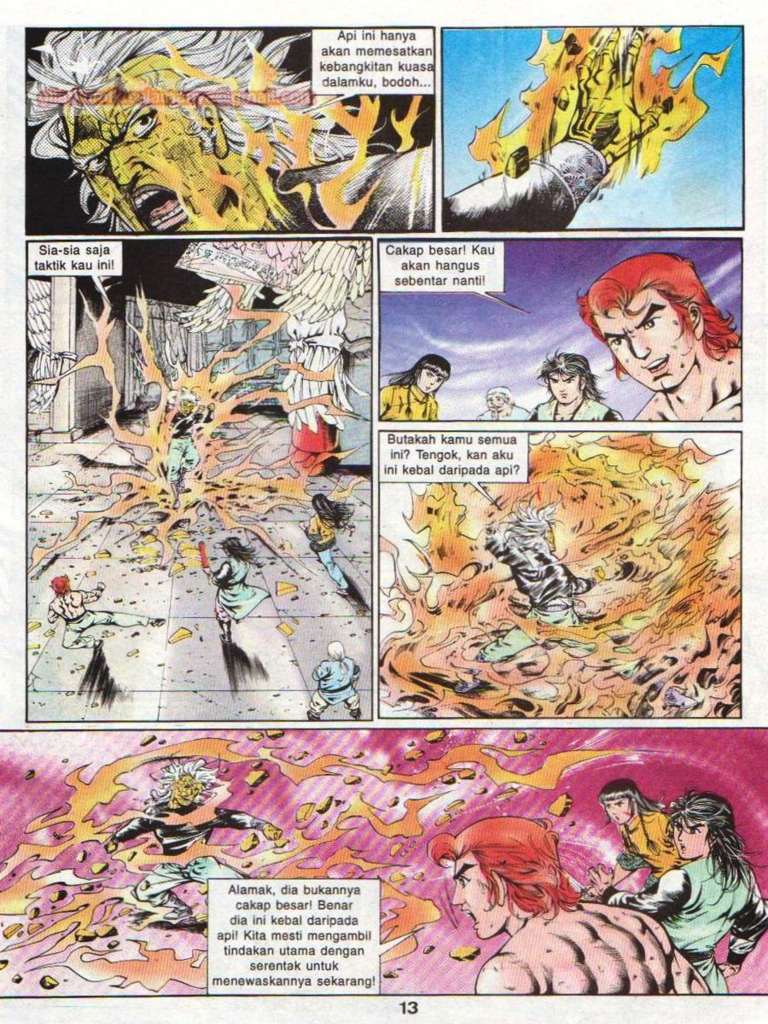 Api ini hanya
akan memesatkan
kebangkitan kuasa
dalamku, bodoh...
Sia-sia saja
taktik kau ini!
Cakap besar! Kau
akan hangus
sebentar nanti!
Butakah kamu semua
ini? Tengok, kan aku
ini kebal daripada api?
Alamak, dia bukannya
cakap besar! Benar
dia ini kebal daripada
api! Kita mesti mengambil
tindakan utama dengan
serentak untuk
menewaskannya sekarang!
13